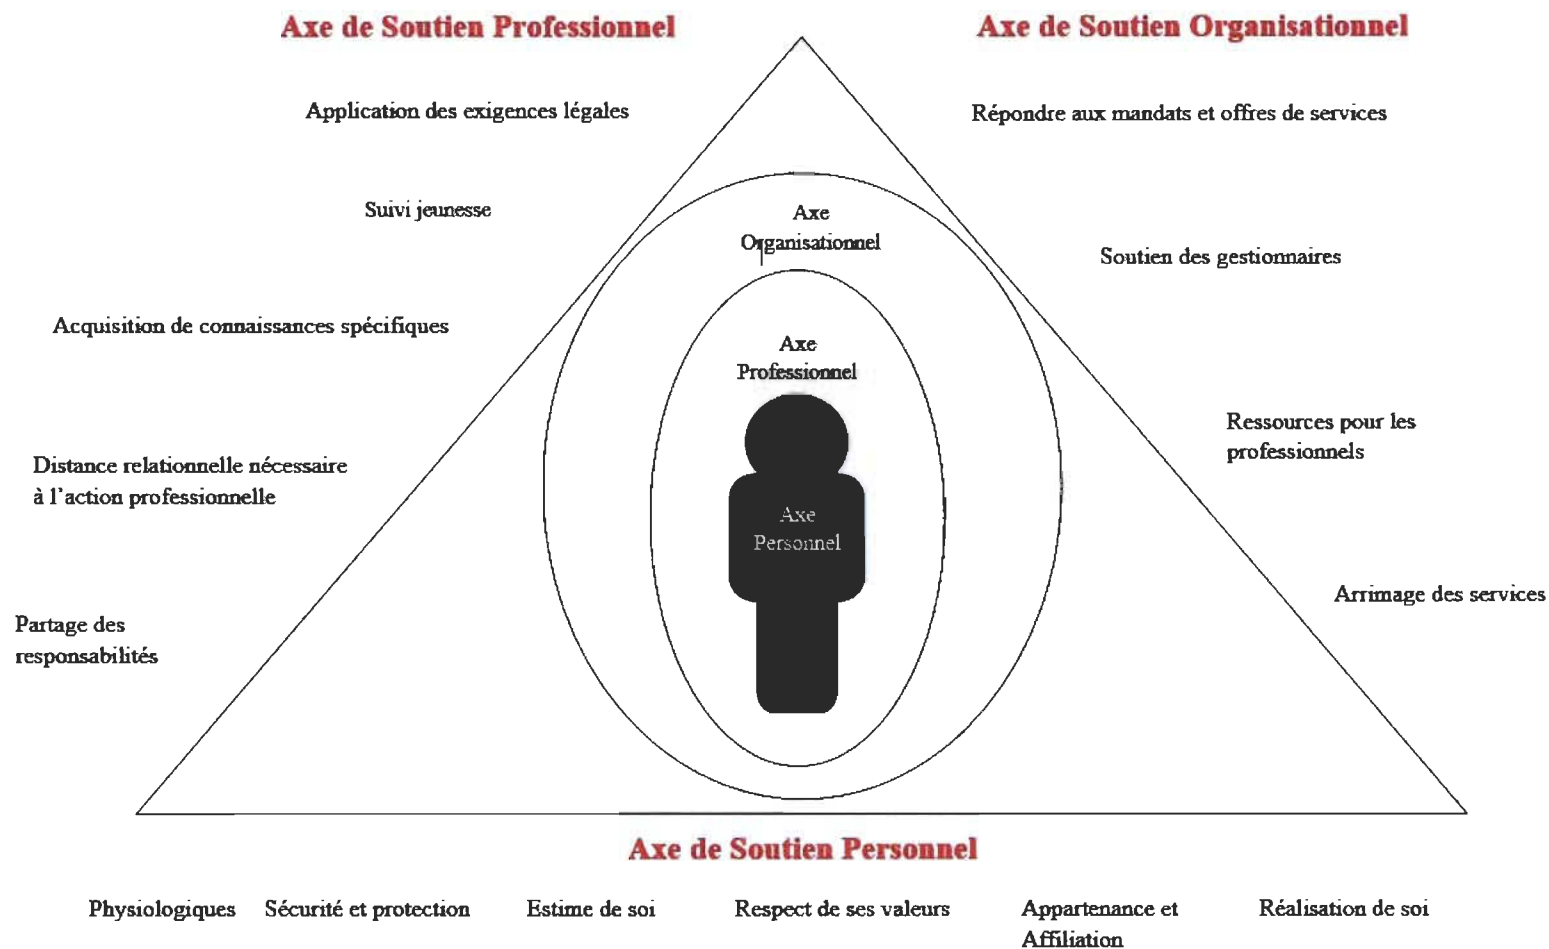 Axe de Soutien Professionnel
Axe de Soutien Organisationnel
Application des exigences légales
Répondre aux mandats et offres de services
Suivi jeunesse
Axe
Organisationnel
Soutien des gestionnaires
Acquisition de connaissances spécifiques
Axe
Professionnel
Ressources pour les
professionnels
Distance relationnelle nécessaire
à l'action professionnelle
Axe
Personnel
Arrimage des services
Partage des
responsabilités
Axe de Soutien Personnel
Physiologiques
Sécurité et protection
Estime de soi
Respect de ses valeurs
Appartenance et
Affiliation
Réalisation de soi